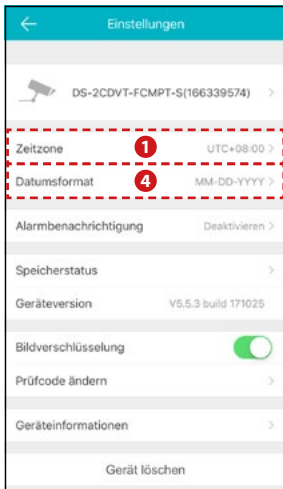 Einstellungen
DS-2CDVT-FCMPT-S(166339574)
Zeitzone 1 UTC+08:00
Datumsformat 4 MM-DD-YYYY
Alarmbenachrichtigung Deaktivieren
Speicherstatus
Geräteversion V5.5.3 build 171025
Bildverschlüsselung
Prüfcode ändern
Geräteinformationen
Gerät löschen